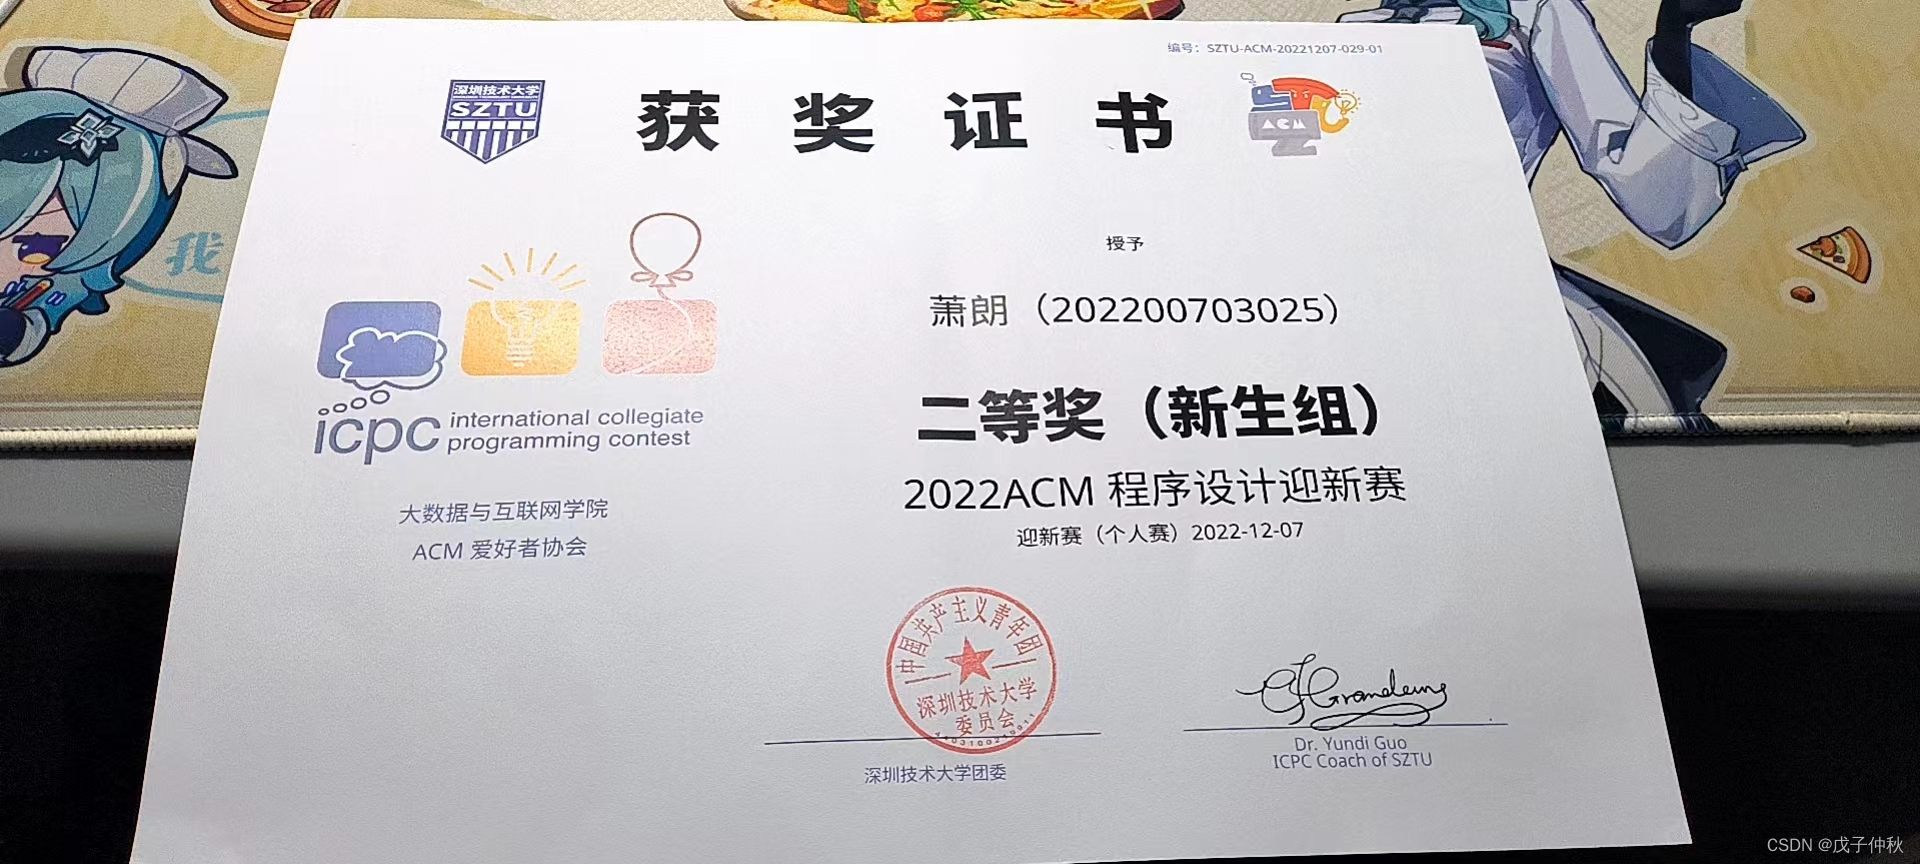 编号：SZTU-ACM-20221207-029-01
深圳技术大学
SZTU
获奖证书
ACM
我
授予
萧朗（202200703025）
二等奖（新生组）
icpc international collegiate
programming contest
2022ACM 程序设计迎新赛
迎新赛（个人赛）2022-12-07
大数据与互联网学院
ACM 爱好者协会
中国共产主义青年团
深圳技术大学
委员会
深圳技术大学团委
Dr. Yundi Guo
ICPC Coach of SZTU
CSDN @戊子仲秋